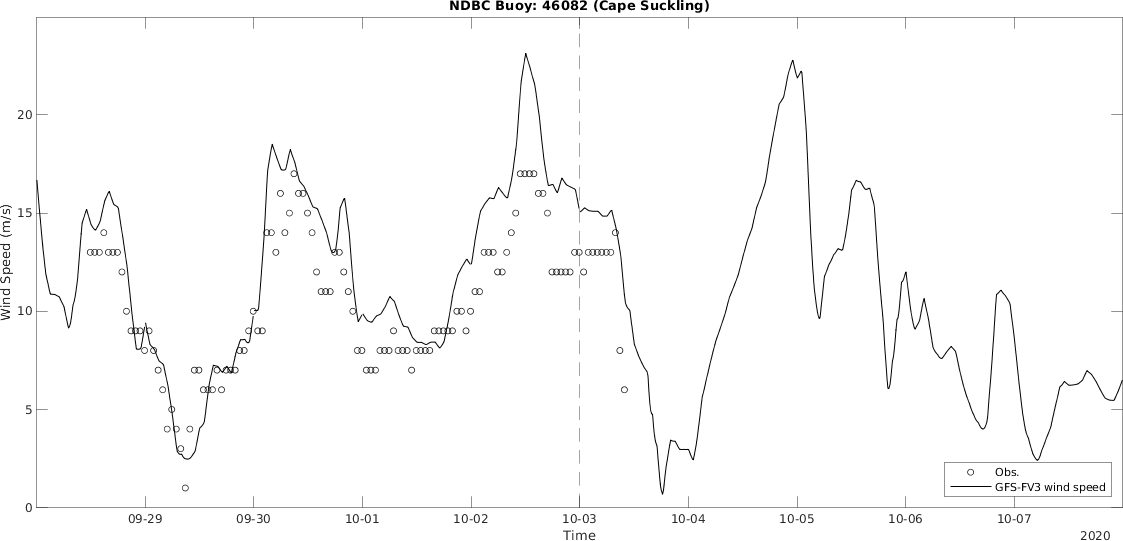 NDBC Buoy: 46082 (Cape Suckling)
Wind Speed (m/s)
20
15
10
5
0
09-29 09-30 10-01 10-02 10-03 10-04 10-05 10-06 10-07
Time
2020
Obs.
GFS-FV3 wind speed